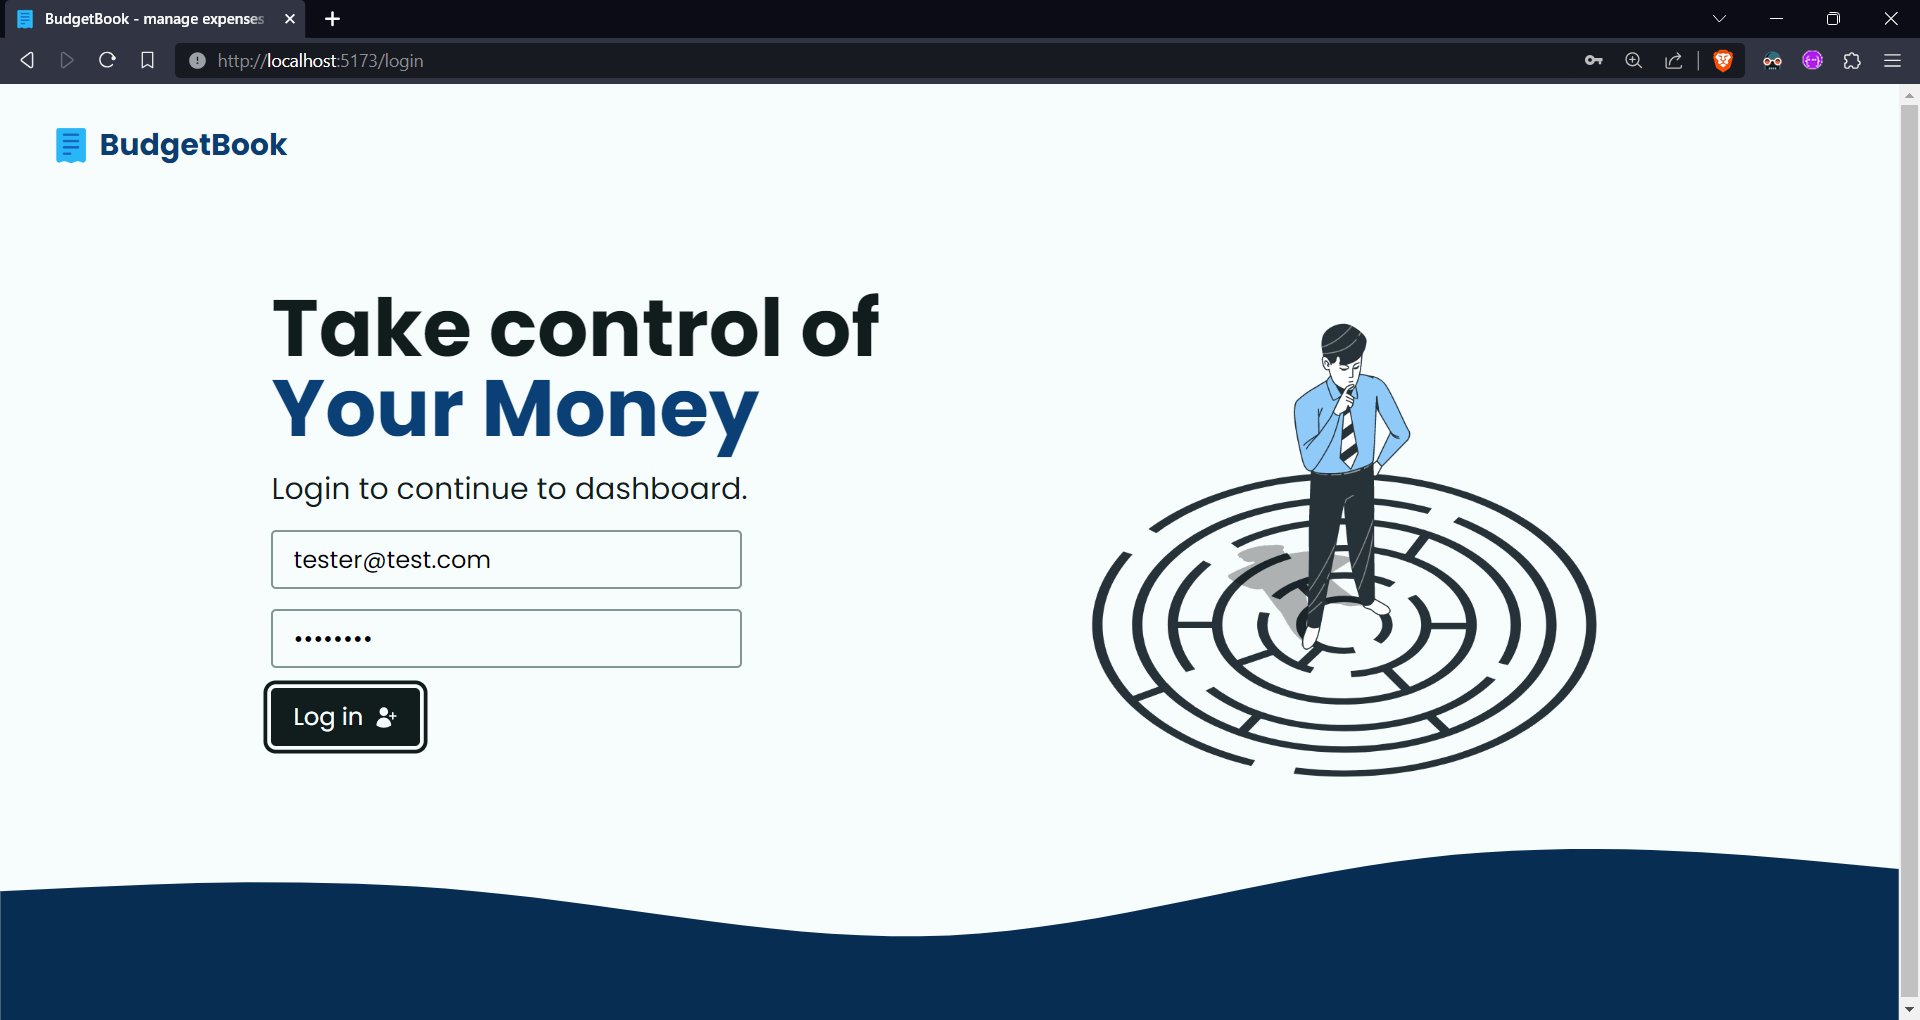 BudgetBook - manage expenses
http://localhost:5173/login
BudgetBook
Take control of
Your Money
Login to continue to dashboard.
tester@test.com
••••••••
Log in